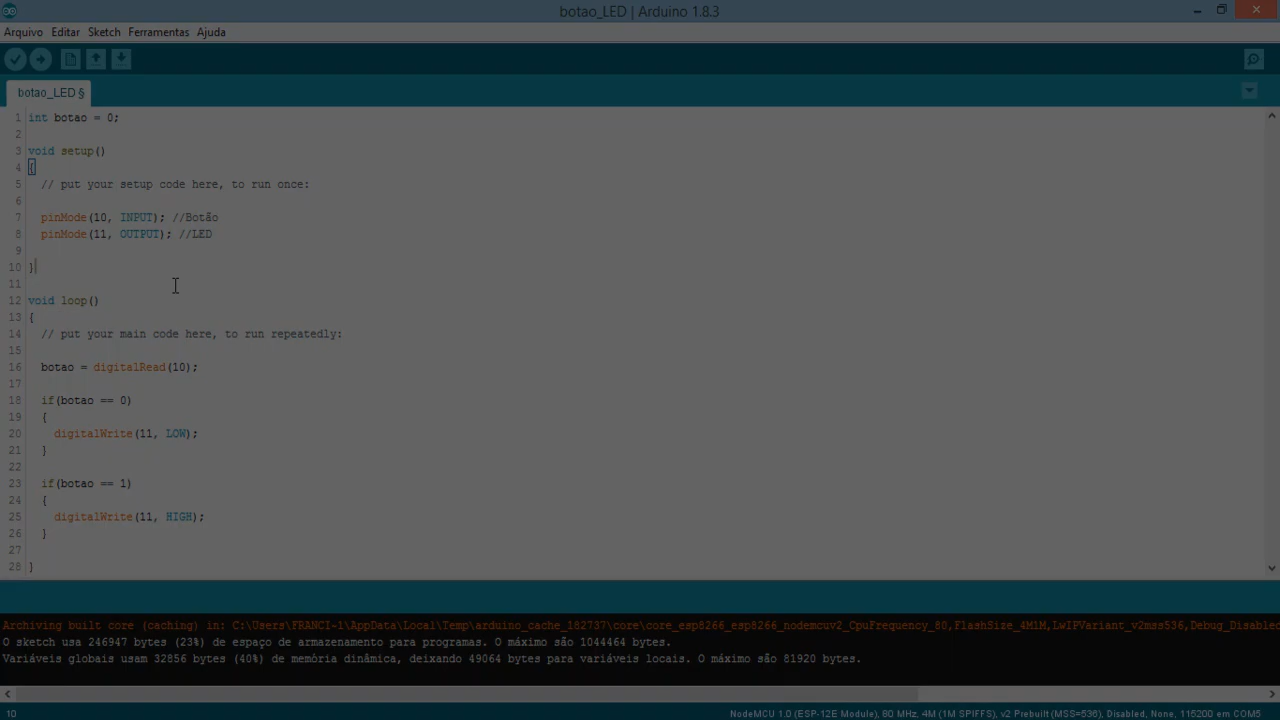 botao_LED | Arduino 1.8.3
Arquivo Editar Sketch Ferramentas Ajuda
botao_LED §
1 int botao = 0;
2
3 void setup()
4 {
5 // put your setup code here, to run once:
6
7 pinMode(10, INPUT); //Botão
8 pinMode(11, OUTPUT); //LED
9
10 }
11
12 void loop()
13 {
14 // put your main code here, to run repeatedly:
15
16 botao = digitalRead(10);
17
18 if(botao == 0)
19 {
20 digitalWrite(11, LOW);
21 }
22
23 if(botao == 1)
24 {
25 digitalWrite(11, HIGH);
26 }
27
28 }
Archiving built core (caching) in: C:\Users\FRANCI~1\AppData\Local\Temp\arduino_cache_182737\core\core_esp8266_esp8266_nodemcuv2_CpuFrequency_80,FlashSize_4M1M,LwIPVariant_v2mss536,Debug_Disabled
O sketch usa 246947 bytes (23%) de espaço de armazenamento para programas. O máximo são 1044464 bytes.
Variáveis globais usam 32856 bytes (40%) de memória dinâmica, deixando 49064 bytes para variáveis locais. O máximo são 81920 bytes.
10 NodeMCU 1.0 (ESP-12E Module), 80 MHz, 4M (1M SPIFFS), v2 Prebuilt (MSS=536), Disabled, None, 115200 em COM5